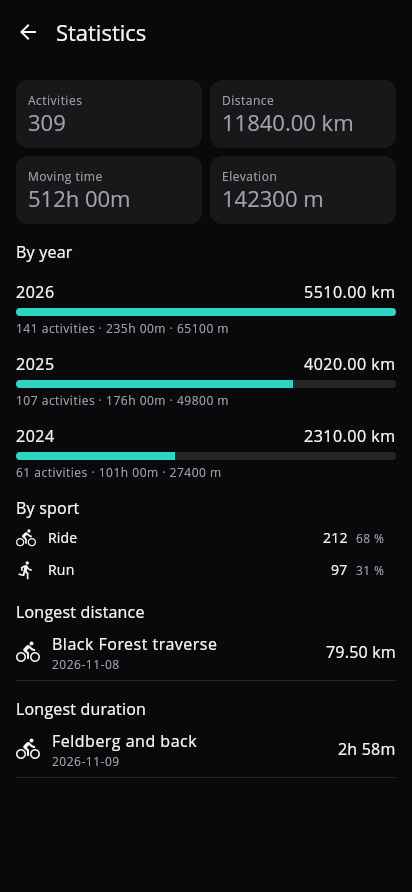 Statistics
Activities
309
Distance
11840.00 km
Moving time
512h 00m
Elevation
142300 m
By year
2026 5510.00 km
141 activities · 235h 00m · 65100 m
2025 4020.00 km
107 activities · 176h 00m · 49800 m
2024 2310.00 km
61 activities · 101h 00m · 27400 m
By sport
Ride 212 68 %
Run 97 31 %
Longest distance
Black Forest traverse 79.50 km
2026-11-08
Longest duration
Feldberg and back 2h 58m
2026-11-09